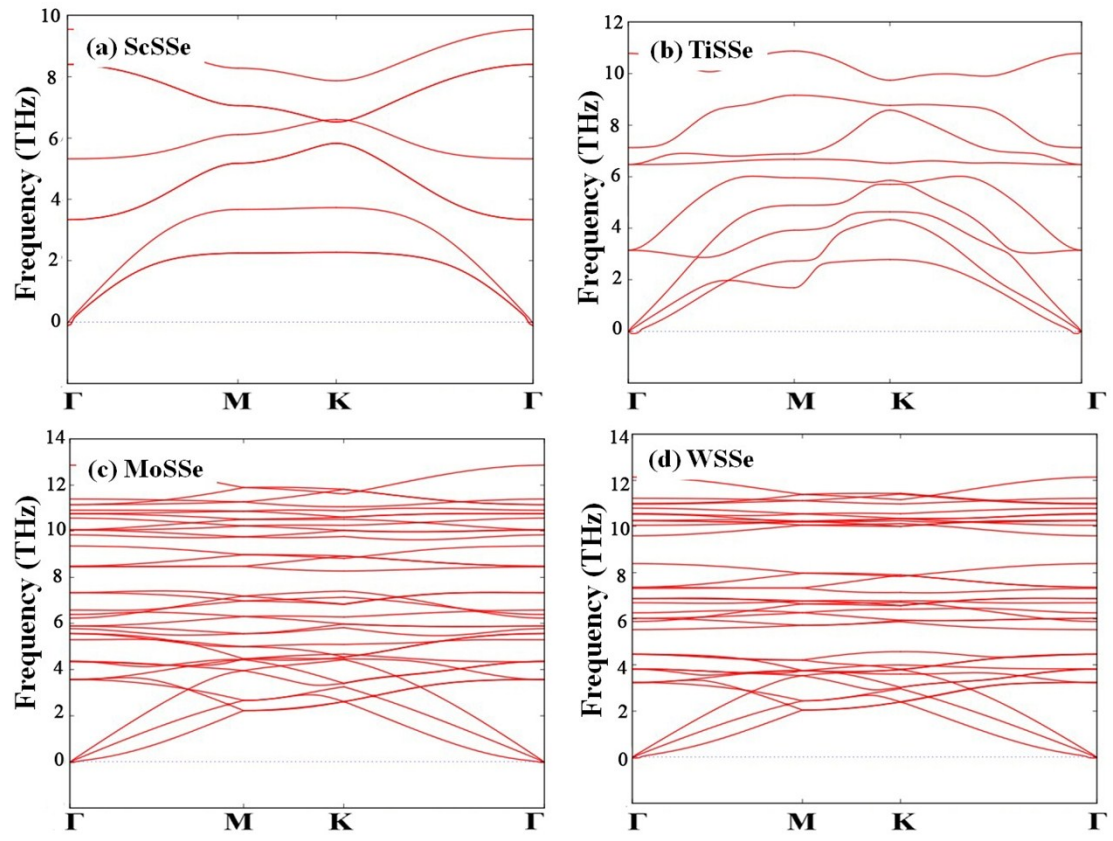 (a) ScSSe
Frequency (THz)
10
8
6
4
2
0
Γ M K Γ
(b) TiSSe
Frequency (THz)
12
10
8
6
4
2
0
Γ M K Γ
(c) MoSSe
Frequency (THz)
14
12
10
8
6
4
2
0
Γ M K Γ
(d) WSSe
Frequency (THz)
14
12
10
8
6
4
2
0
Γ M K Γ